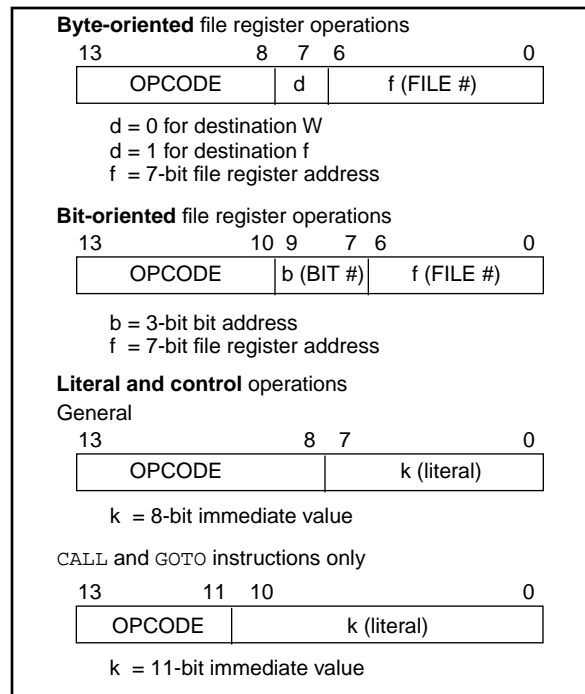 Byte-oriented file register operations
13 8 7 6 0
OPCODE d f (FILE #)
d = 0 for destination W
d = 1 for destination f
f = 7-bit file register address
Bit-oriented file register operations
13 10 9 7 6 0
OPCODE b (BIT #) f (FILE #)
b = 3-bit bit address
f = 7-bit file register address
Literal and control operations
General
13 8 7 0
OPCODE k (literal)
k = 8-bit immediate value
CALL and GOTO instructions only
13 11 10 0
OPCODE k (literal)
k = 11-bit immediate value